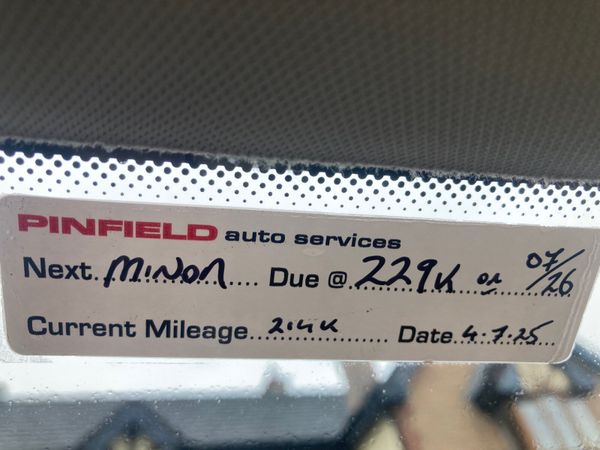 PINFIELD auto services
Next..MINOR.... Due @ 229K or 07/26
Current Mileage...214K........ Date..4.7.25...